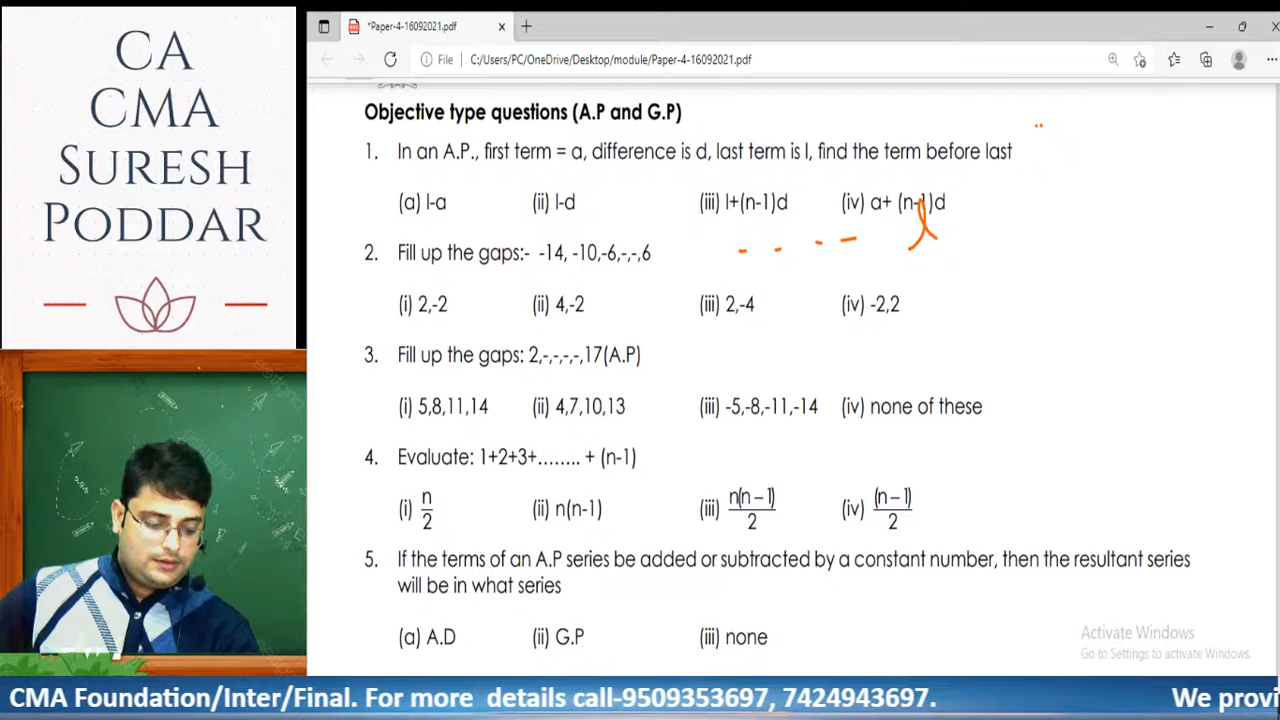 CA
CMA
SURESH
PODDAR
*Paper-4-16092021.pdf
File C:/Users/PC/OneDrive/Desktop/module/Paper-4-16092021.pdf
Objective type questions (A.P and G.P)
1. In an A.P., first term = a, difference is d, last term is l, find the term before last
(a) l-a (ii) l-d (iii) l+(n-1)d (iv) a+ (n-1)d
l
2. Fill up the gaps:- -14, -10,-6,-,-,6
(i) 2,-2 (ii) 4,-2 (iii) 2,-4 (iv) -2,2
3. Fill up the gaps: 2,-,-,-,-,17(A.P)
(i) 5,8,11,14 (ii) 4,7,10,13 (iii) -5,-8,-11,-14 (iv) none of these
4. Evaluate: 1+2+3+........ + (n-1)
(i) n/2 (ii) n(n-1) (iii) n(n – 1)/2 (iv) (n – 1)/2
5. If the terms of an A.P series be added or subtracted by a constant number, then the resultant series
will be in what series
(a) A.D (ii) G.P (iii) none
Activate Windows
Go to Settings to activate Windows.
CMA Foundation/Inter/Final. For more details call-9509353697, 7424943697. We provi